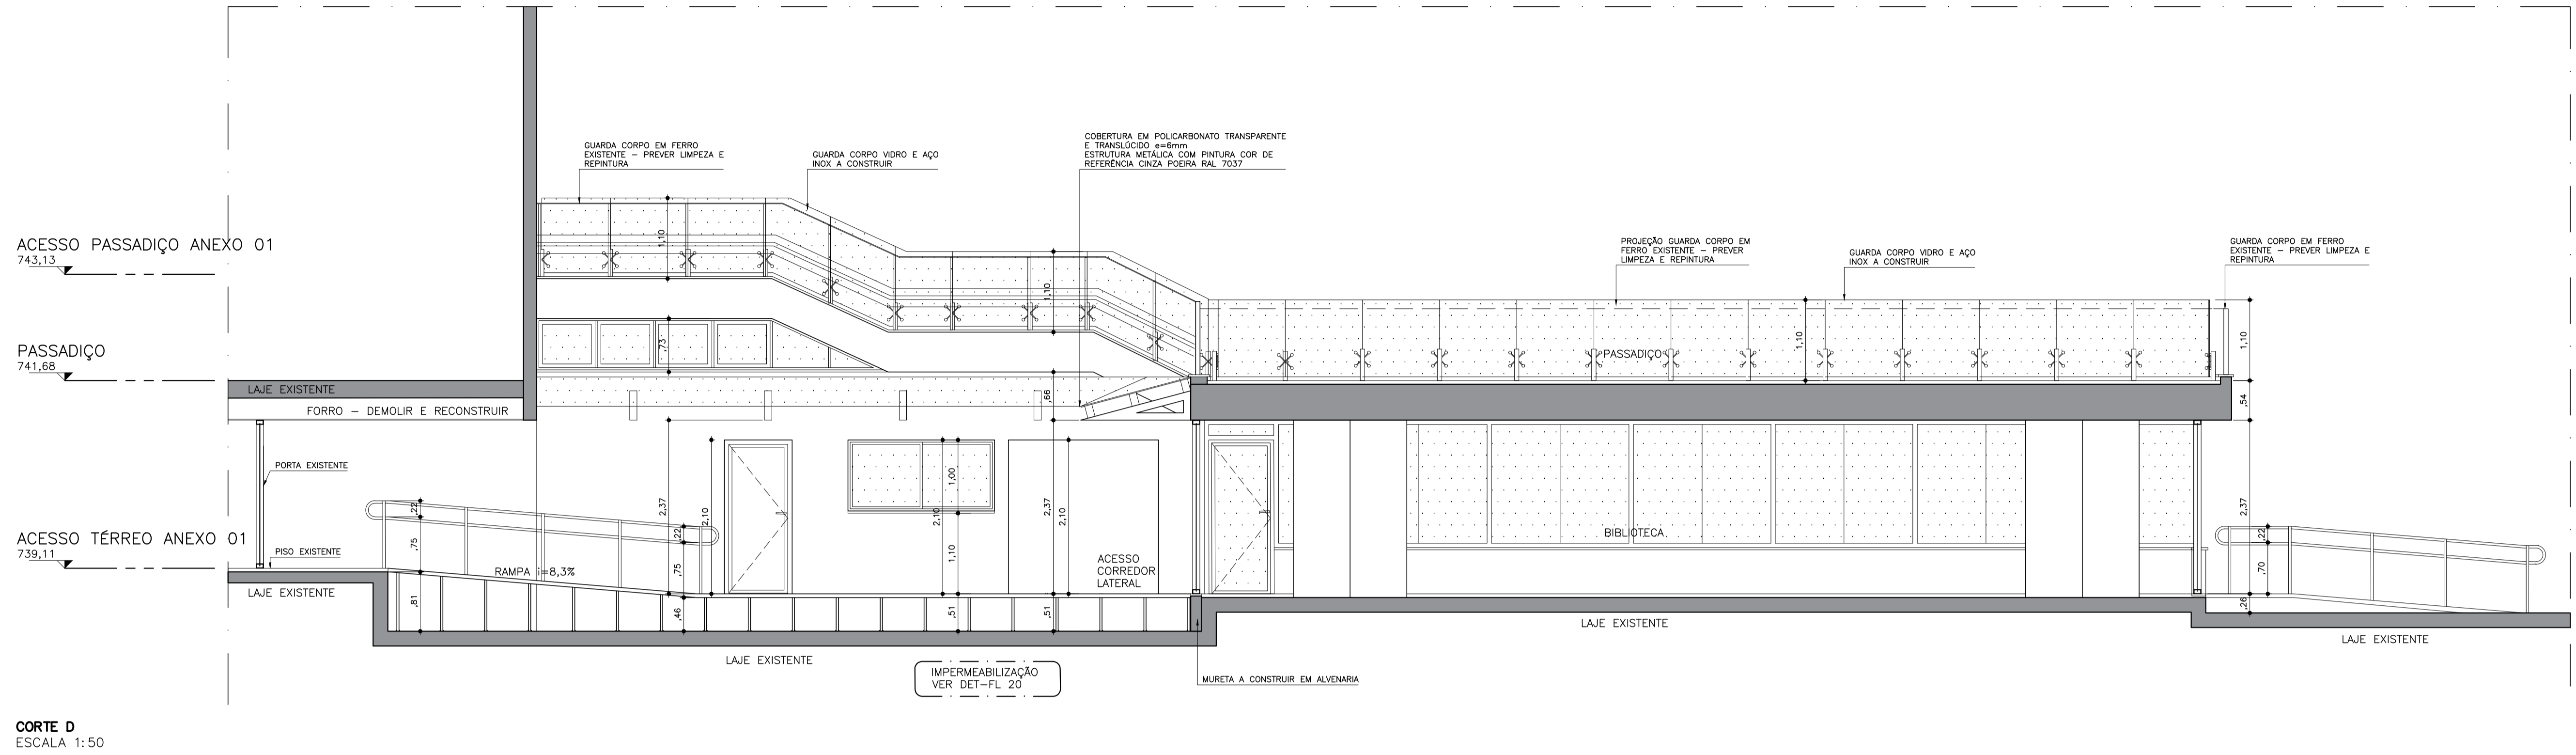 GUARDA CORPO EM FERRO
EXISTENTE – PREVER LIMPEZA E
REPINTURA
GUARDA CORPO VIDRO E AÇO
INOX A CONSTRUIR
COBERTURA EM POLICARBONATO TRANSPARENTE
E TRANSLÚCIDO e=6mm
ESTRUTURA METÁLICA COM PINTURA COR DE
REFERÊNCIA CINZA POEIRA RAL 7037
PROJEÇÃO GUARDA CORPO EM
FERRO EXISTENTE – PREVER
LIMPEZA E REPINTURA
GUARDA CORPO VIDRO E AÇO
INOX A CONSTRUIR
GUARDA CORPO EM FERRO
EXISTENTE – PREVER LIMPEZA E
REPINTURA
ACESSO PASSADIÇO ANEXO 01
743,13
1,10
1,10
1,10
1,10
PASSADIÇO
741,68
,73
PASSADIÇO
LAJE EXISTENTE
,66
,54
FORRO – DEMOLIR E RECONSTRUIR
PORTA EXISTENTE
2,37
2,10
2,10
1,00
2,37
2,10
2,37
ACESSO TÉRREO ANEXO 01
739,11
,22
,75
,22
,75
1,10
BIBLIOTECA
,22
,70
PISO EXISTENTE
RAMPA i=8,3%
ACESSO
CORREDOR
LATERAL
LAJE EXISTENTE
,81
,46
,51
,51
,26
LAJE EXISTENTE
LAJE EXISTENTE
LAJE EXISTENTE
IMPERMEABILIZAÇÃO
VER DET–FL 20
MURETA A CONSTRUIR EM ALVENARIA
CORTE D
ESCALA 1:50